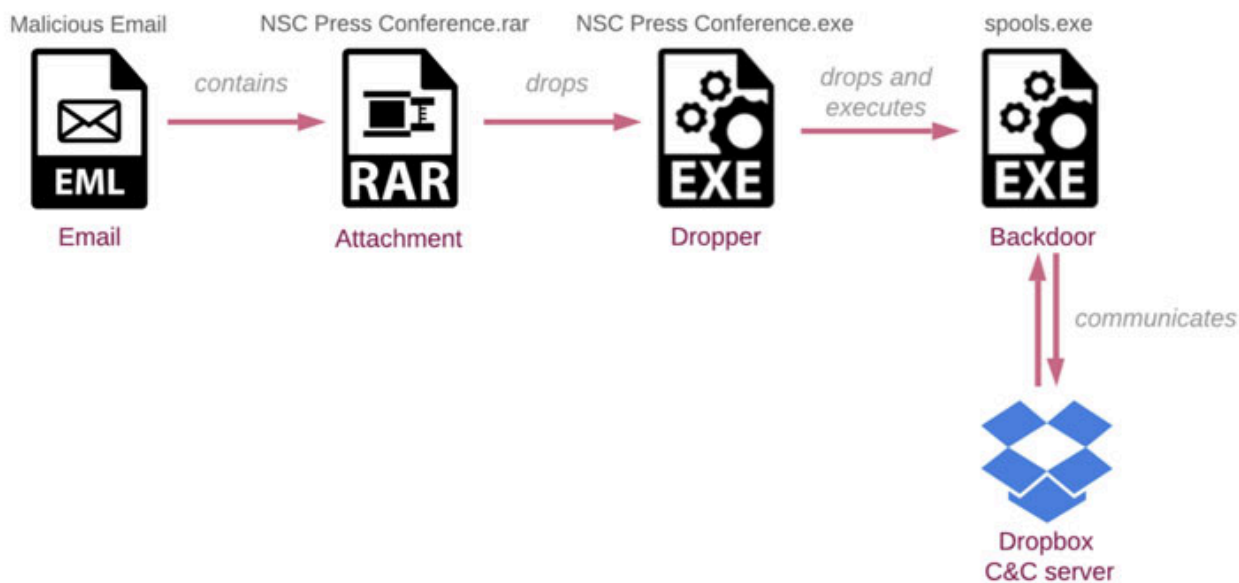 Malicious Email
NSC Press Conference.rar
NSC Press Conference.exe
spools.exe
contains
drops
drops and
executes
EML
RAR
EXE
EXE
Email
Attachment
Dropper
Backdoor
communicates
Dropbox
C&C server